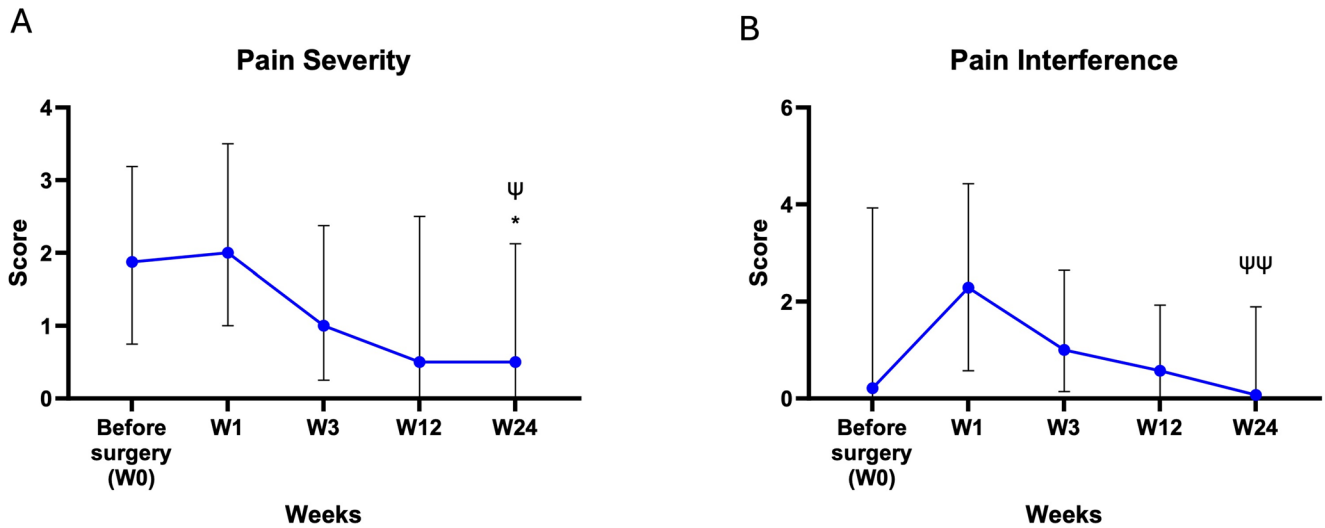 A
Pain Severity
4
3
2
1
0
Score
ψ
*
Before
surgery
(W0)
W1
W3
W12
W24
Weeks
B
Pain Interference
6
4
2
0
Score
ψψ
Before
surgery
(W0)
W1
W3
W12
W24
Weeks